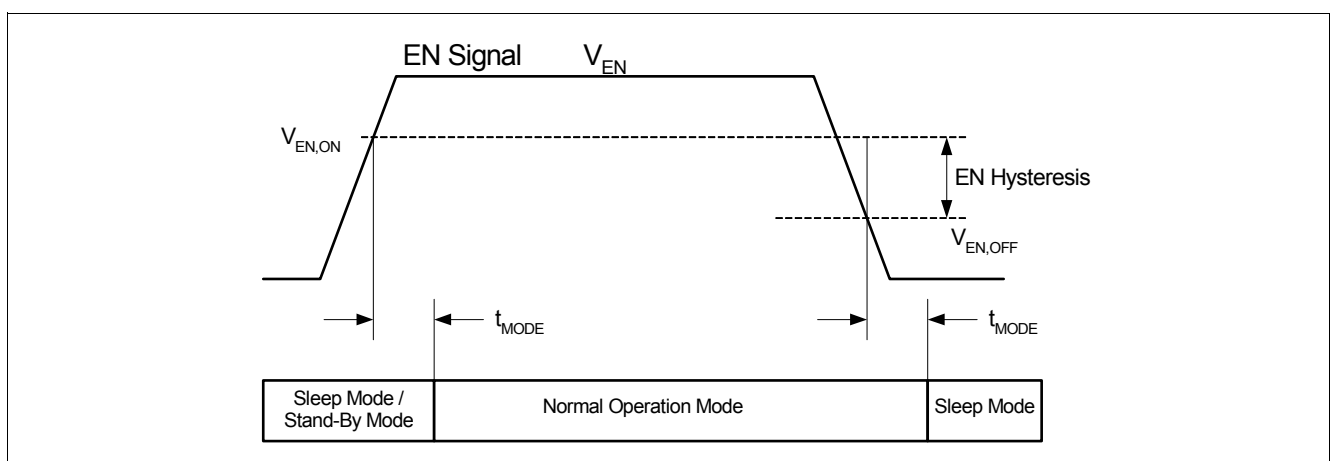 EN Signal V_EN
V_EN,ON
EN Hysteresis
V_EN,OFF
t_MODE
t_MODE
Sleep Mode /
Stand-By Mode
Normal Operation Mode
Sleep Mode